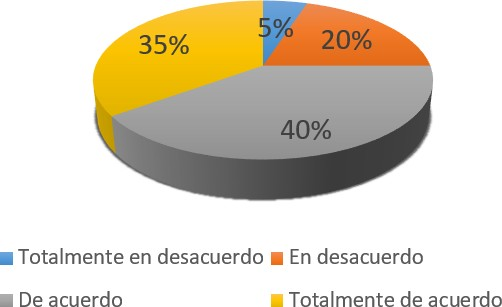 5%
20%
35%
40%
Totalmente en desacuerdo En desacuerdo
De acuerdo Totalmente de acuerdo